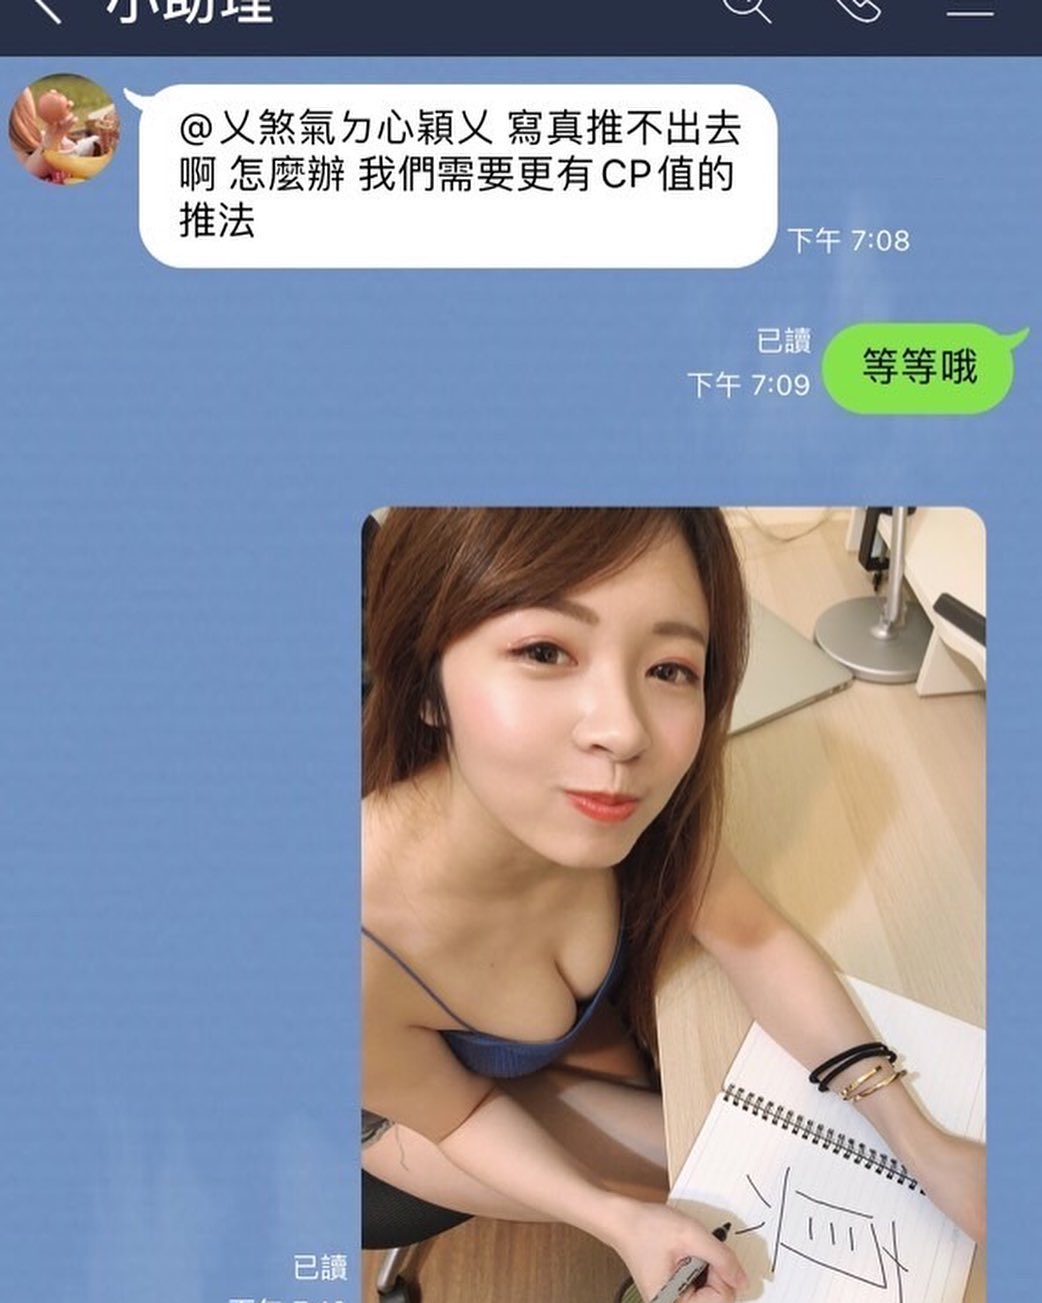 小助理
@乂煞氣ㄉ心穎乂 寫真推不出去
啊 怎麼辦 我們需要更有CP值的
推法
下午 7:08
已讀
下午 7:09
等等哦
真
已讀